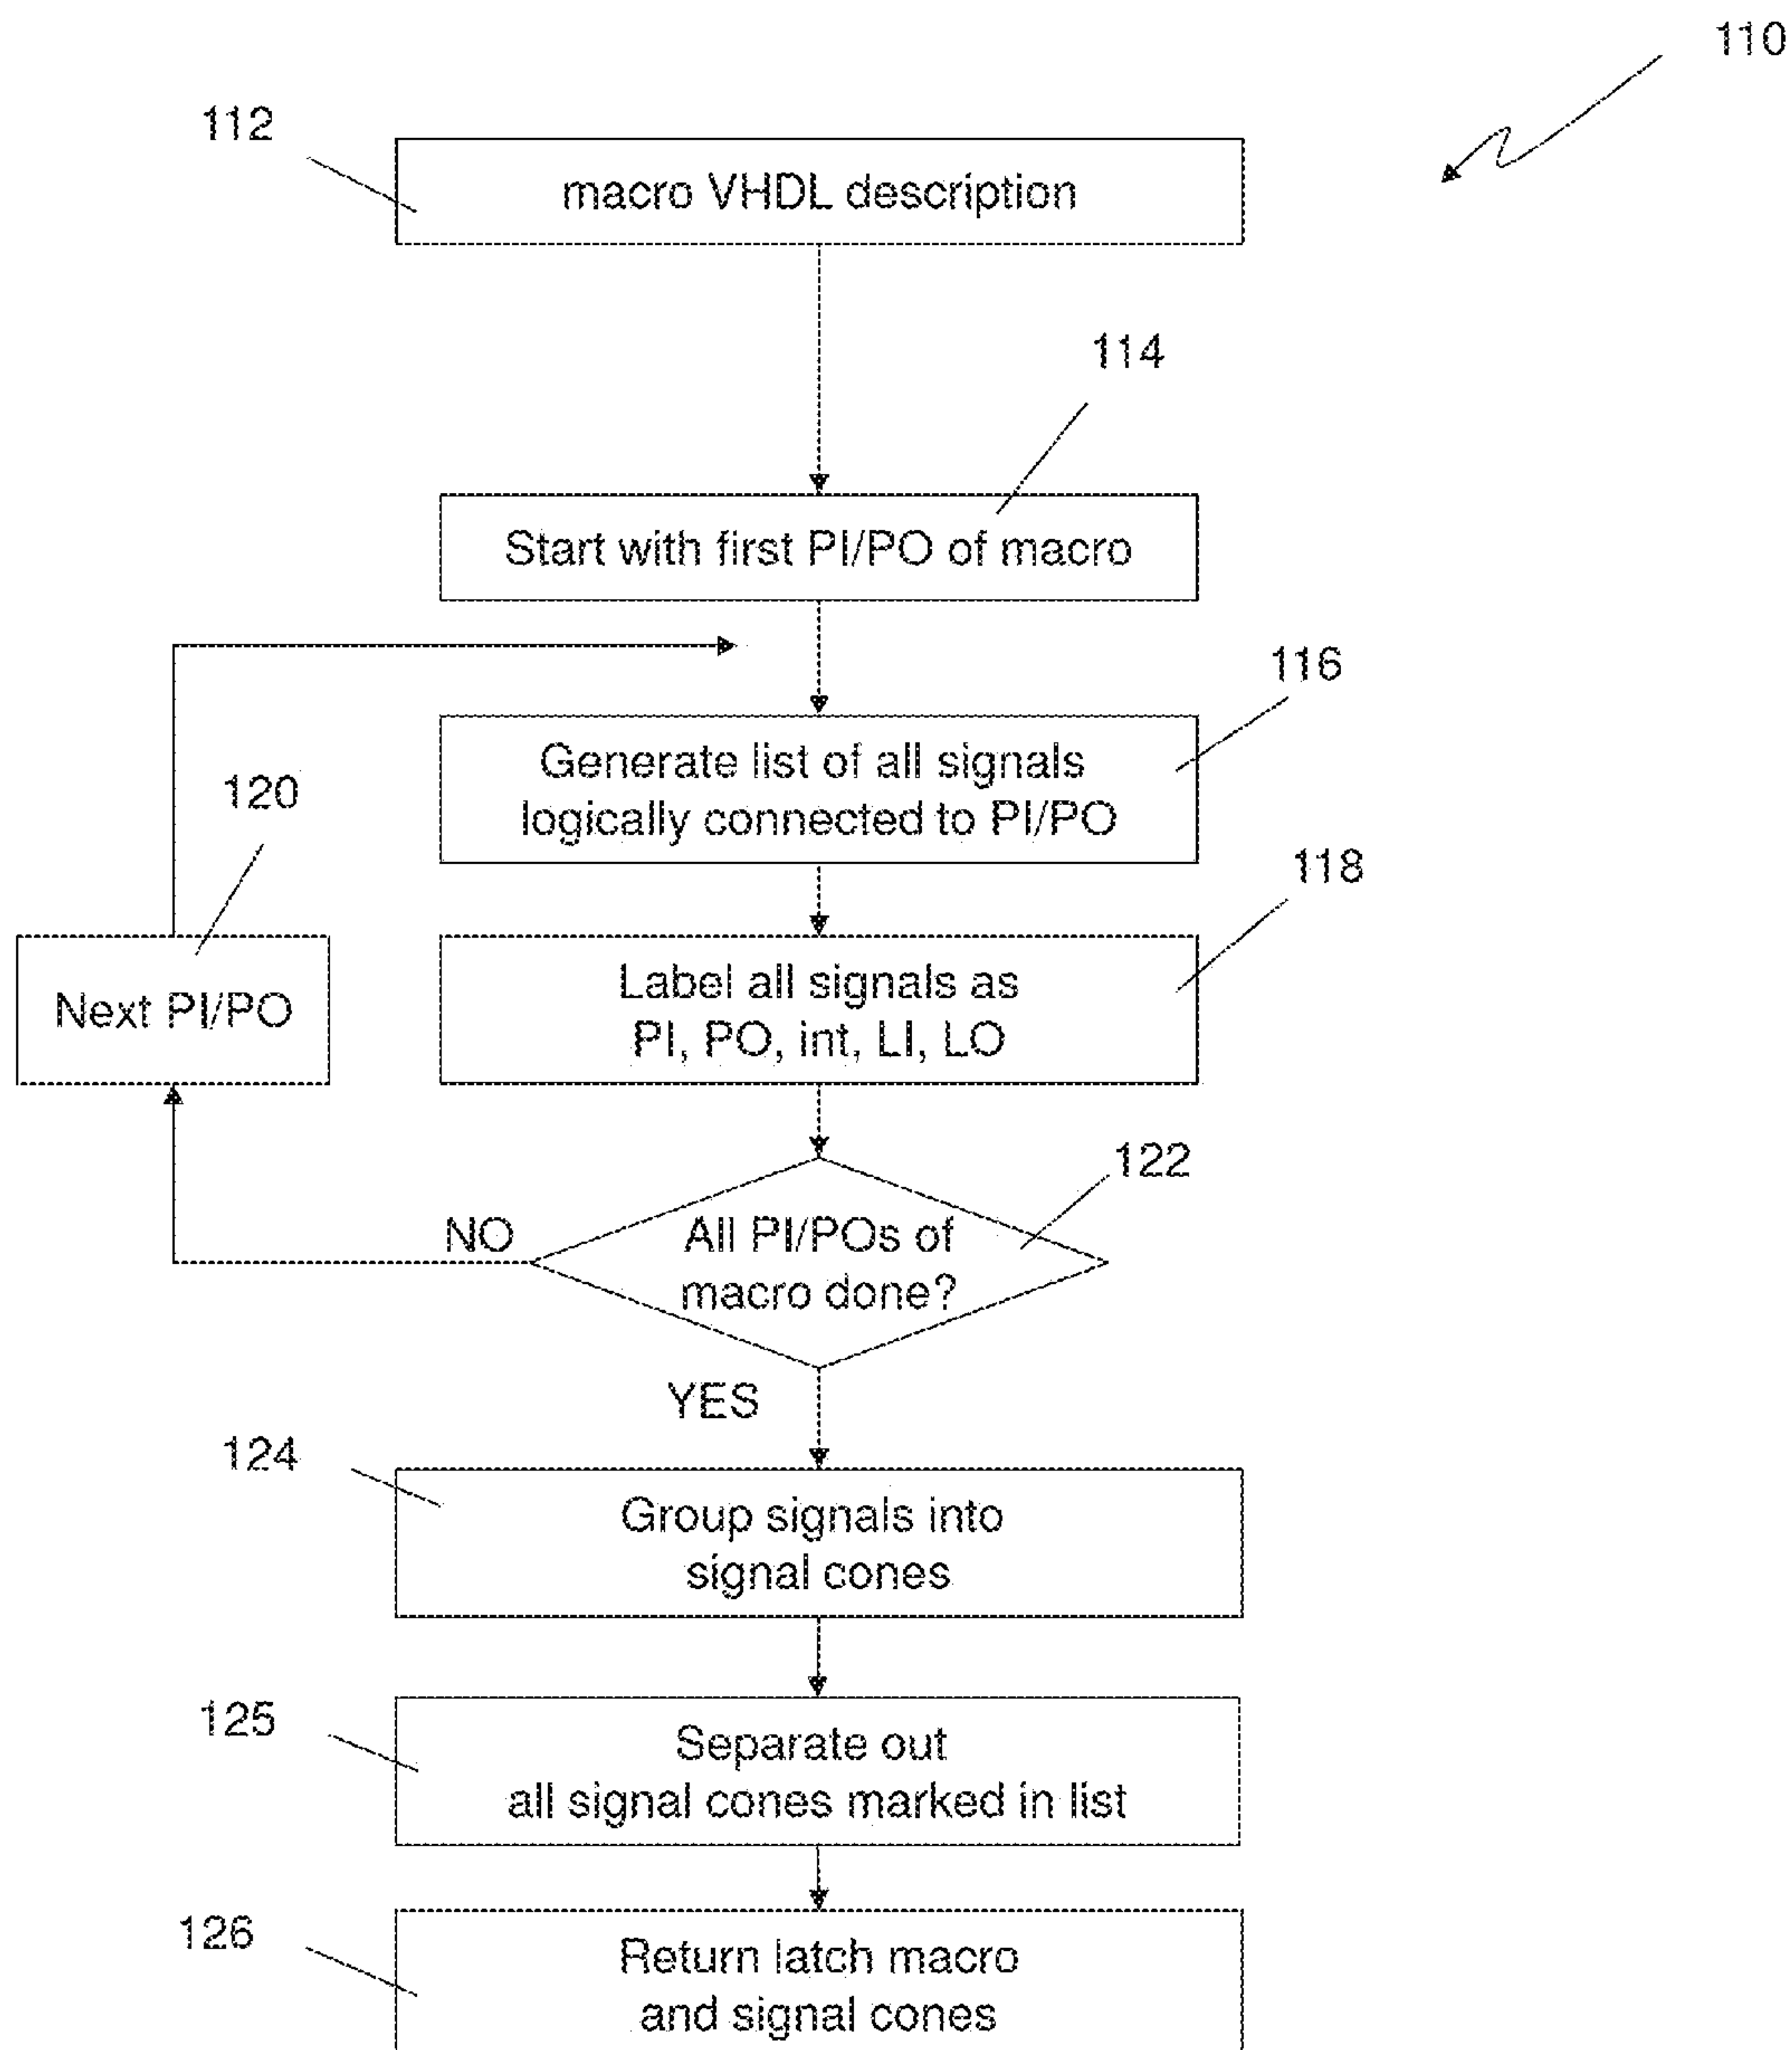 110
112
macro VHDL description
114
Start with first PI/PO of macro
116
Generate list of all signals
logically connected to PI/PO
120
118
Next PI/PO
Label all signals as
PI, PO, int, LI, LO
122
NO
All PI/POs of
macro done?
YES
124
Group signals into
signal cones
125
Separate out
all signal cones marked in list
126
Return latch macro
and signal cones